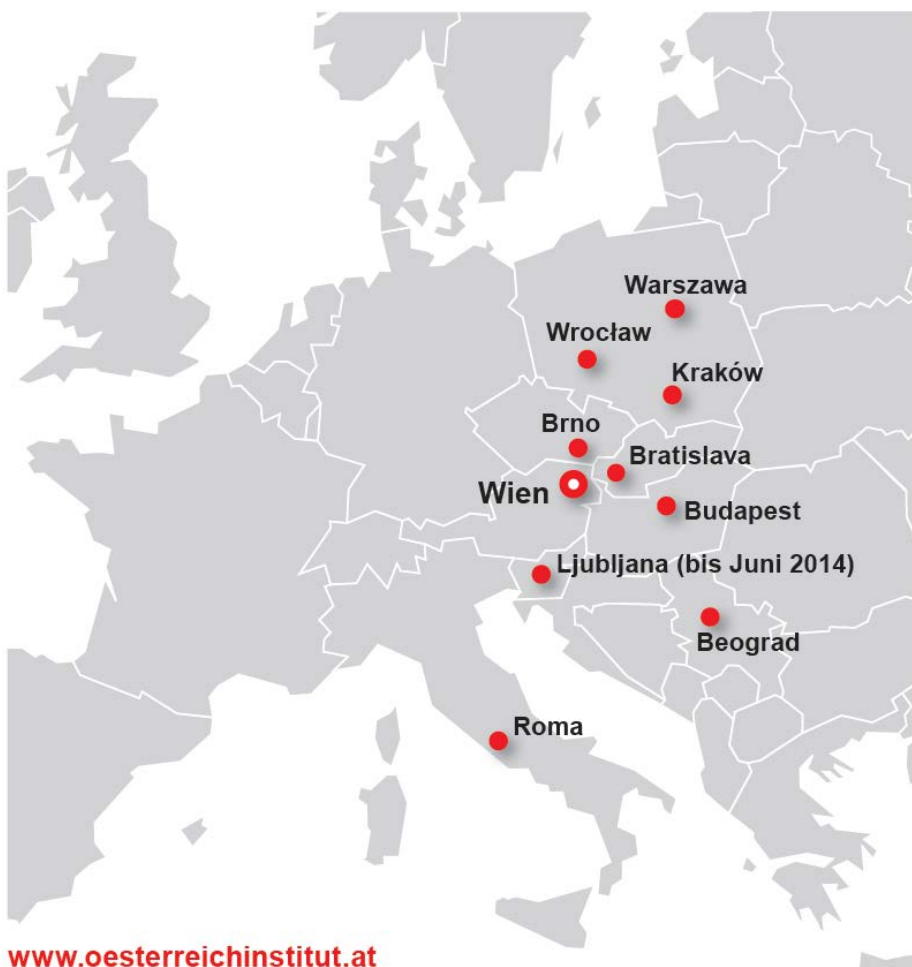 Warszawa
Wrocław
Kraków
Brno
Bratislava
Wien
Budapest
Ljubljana (bis Juni 2014)
Beograd
Roma
www.oesterreichinstitut.at